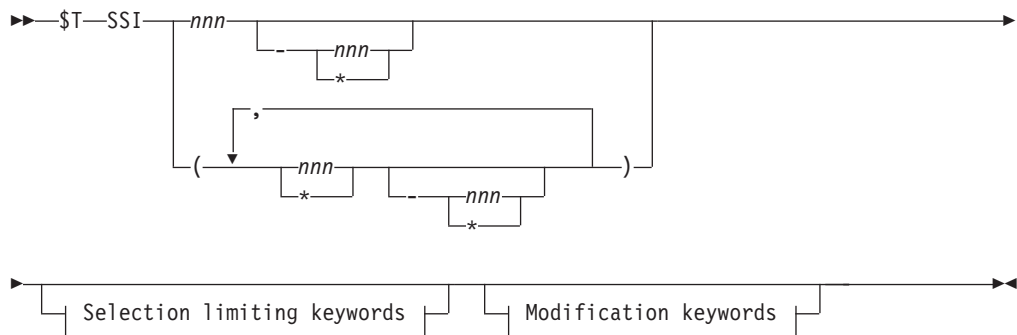 $T SSI nnn
- nnn
*
,
( nnn - nnn )
* *
Selection limiting keywords Modification keywords